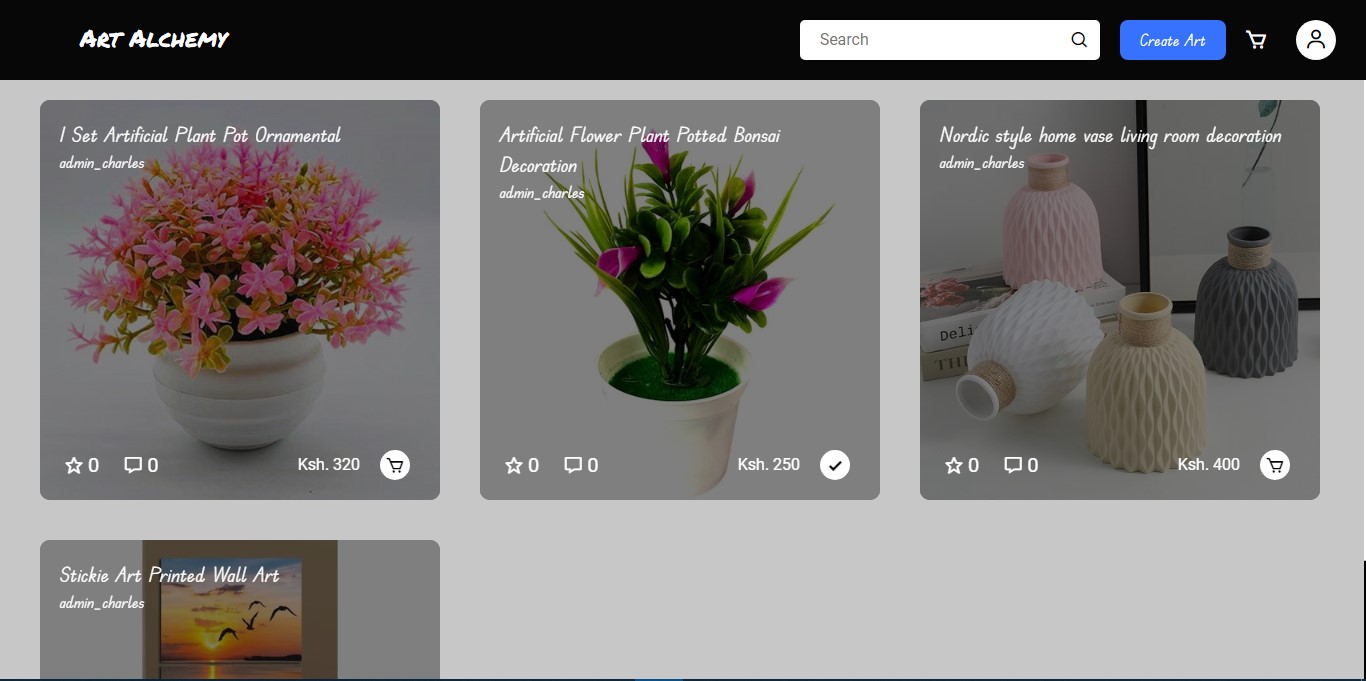 Art Alchemy
Search
Create Art
1 Set Artificial Plant Pot Ornamental
admin_charles
0
0
Ksh. 320
Artificial Flower Plant Potted Bonsai
Decoration
admin_charles
0
0
Ksh. 250
Nordic style home vase living room decoration
admin_charles
Deli
THE
0
0
Ksh. 400
Stickie Art Printed Wall Art
admin_charles